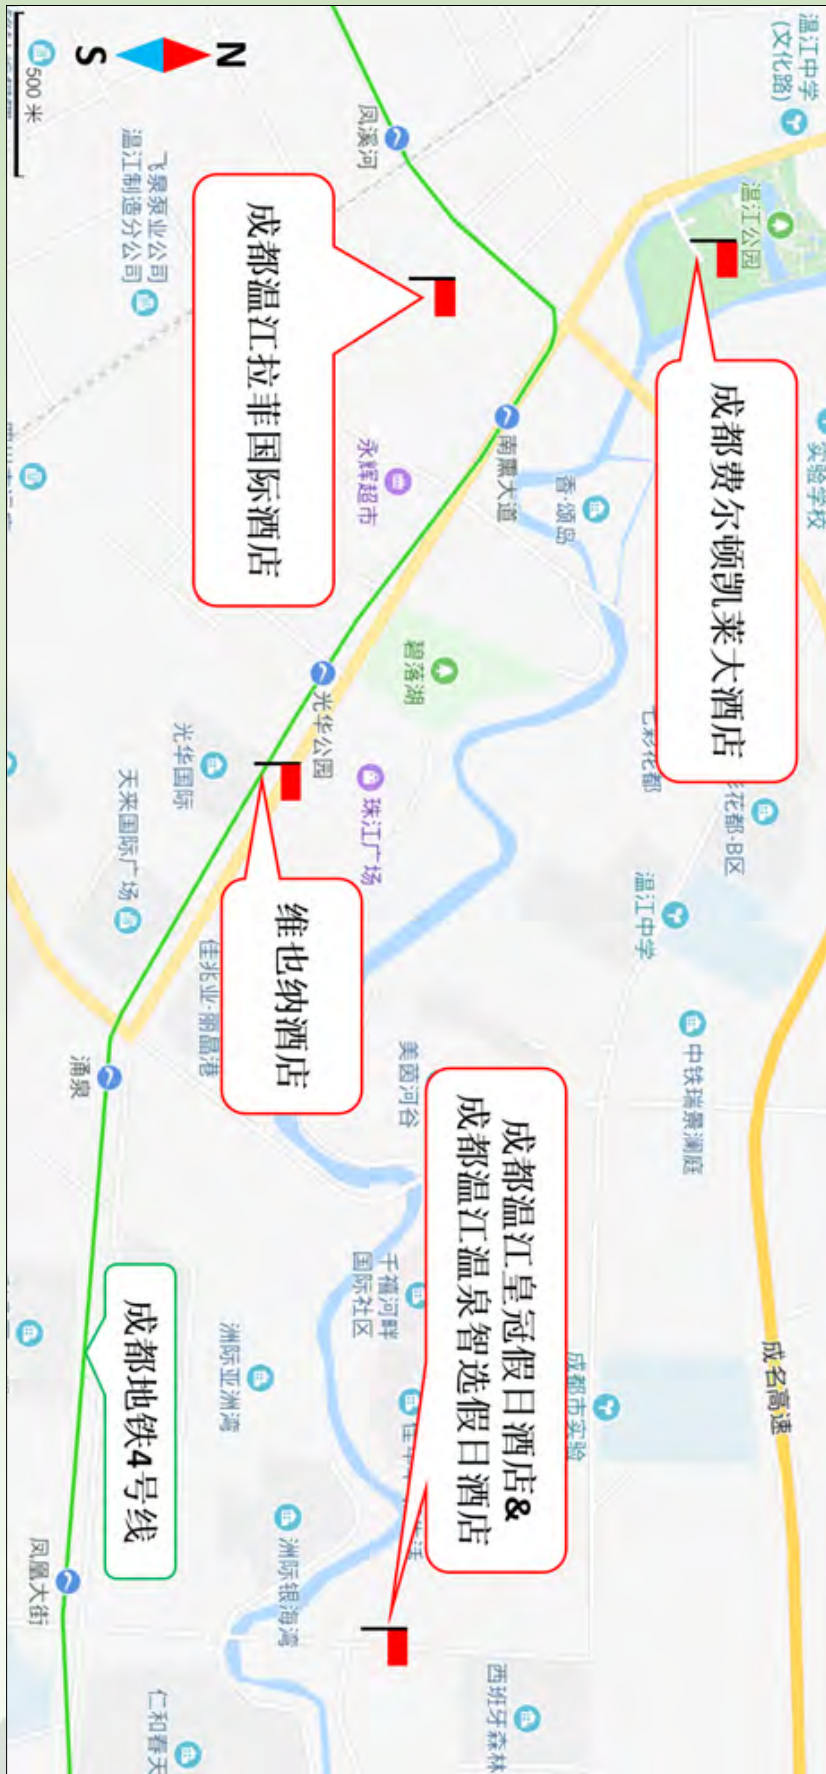 温江中学
(文化路)
实验学校
成名高速
温江公园
成都费尔顿凯莱大酒店
花都·B区
中铁瑞景澜庭
温江中学
成都市实验
香·颂岛
成都温江皇冠假日酒店&
成都温江温泉智选假日酒店
南熏大道
西班牙森林
碧落湖
美茵河谷
千禧河畔
国际社区
凤溪河
永辉超市
珠江广场
光华公园
维也纳酒店
洲际银海湾
成都温江拉菲国际酒店
N
洲际亚洲湾
佳兆业·丽晶港
光华国际
飞泉泵业公司
温江制造分公司
仁和春天
成都地铁4号线
天来国际广场
S
涌泉
凤凰大街
500 米